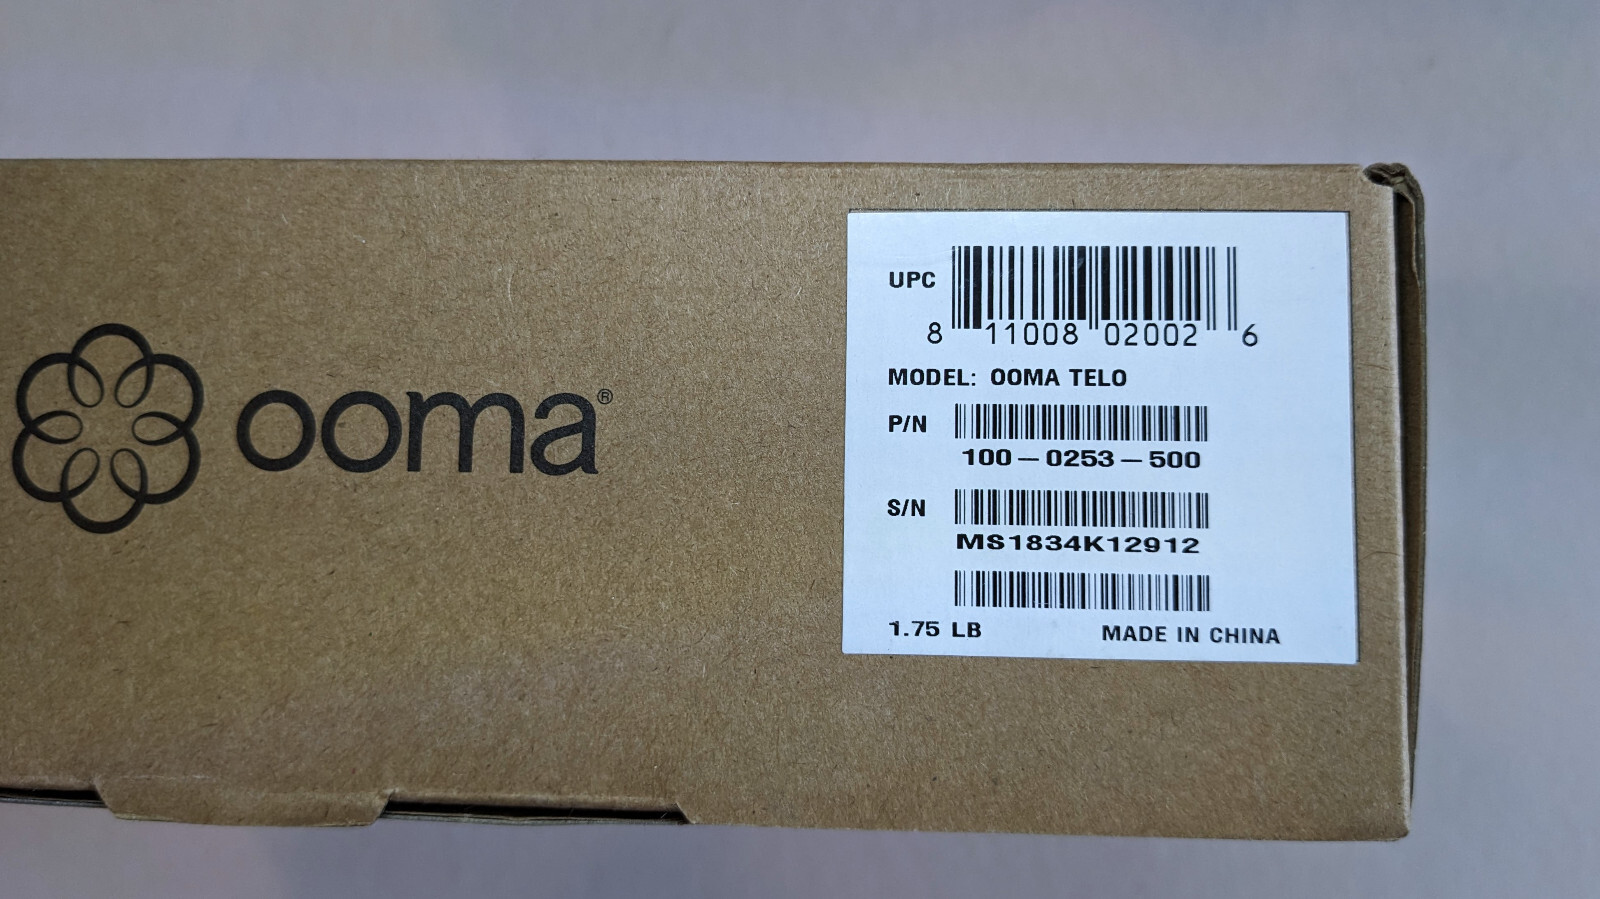 ooma®
UPC
8 11008 02002 6
MODEL: OOMA TELO
P/N
100-0253-500
S/N
MS1834K12912
1.75 LB MADE IN CHINA